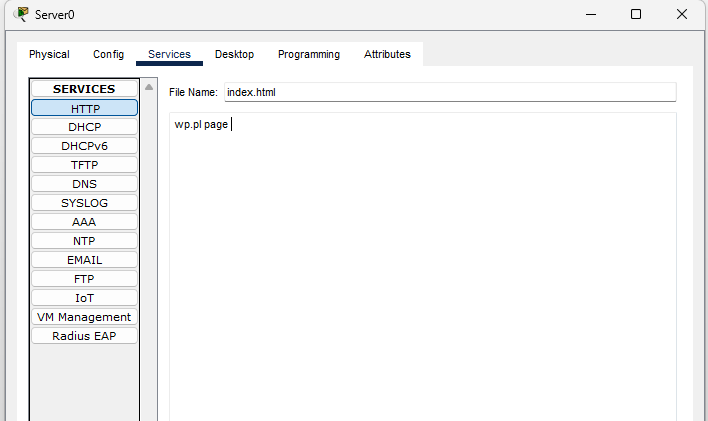 Server0
Physical Config Services Desktop Programming Attributes
SERVICES
HTTP
DHCP
DHCPv6
TFTP
DNS
SYSLOG
AAA
NTP
EMAIL
FTP
IoT
VM Management
Radius EAP
File Name: index.html
wp.pl page